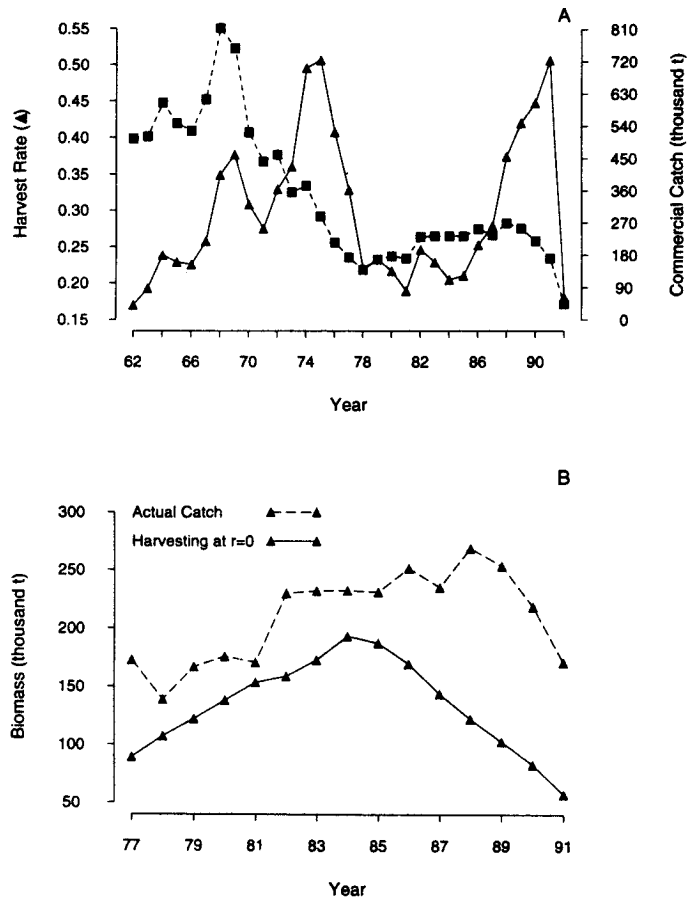 A
0.55
0.50
0.45
0.40
0.35
0.30
0.25
0.20
0.15
Harvest Rate (▲)
810
720
630
540
450
360
270
180
90
0
Commercial Catch (thousand t)
62 66 70 74 78 82 86 90
Year
B
300
250
200
150
100
50
Biomass (thousand t)
Actual Catch
Harvesting at r=0
77 79 81 83 85 87 89 91
Year